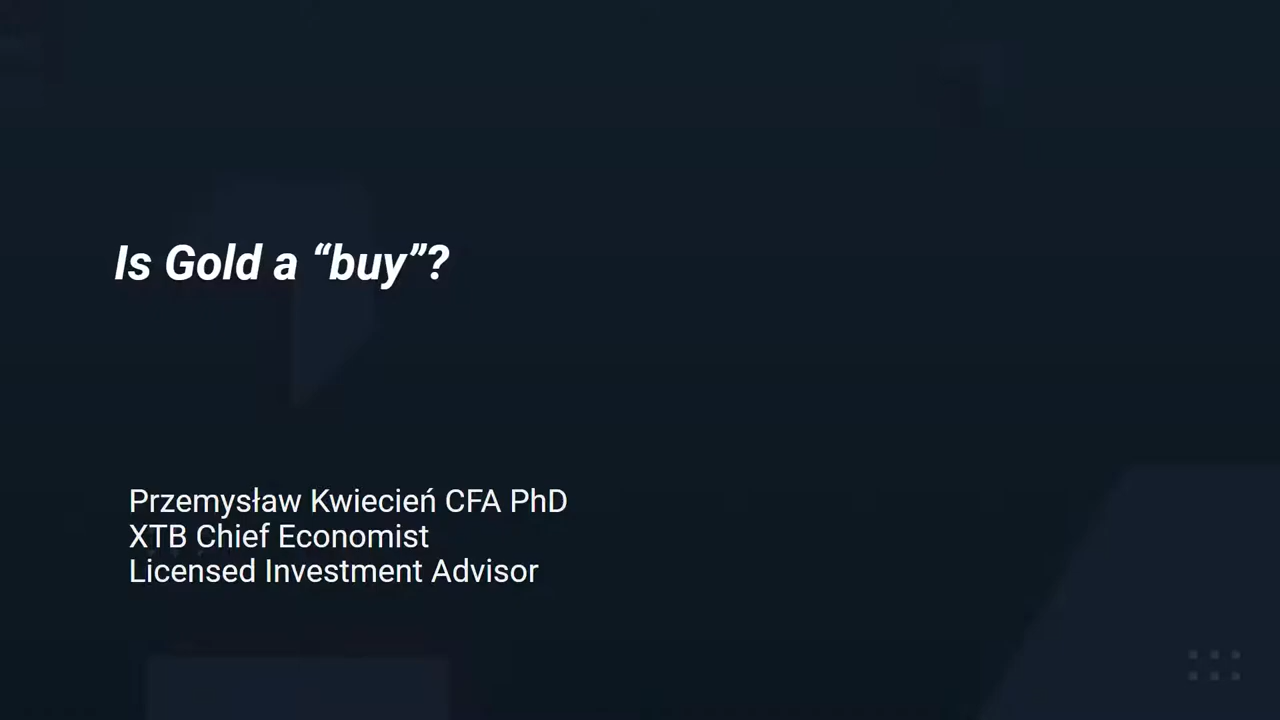 Is Gold a “buy”?
Przemysław Kwiecień CFA PhD
XTB Chief Economist
Licensed Investment Advisor